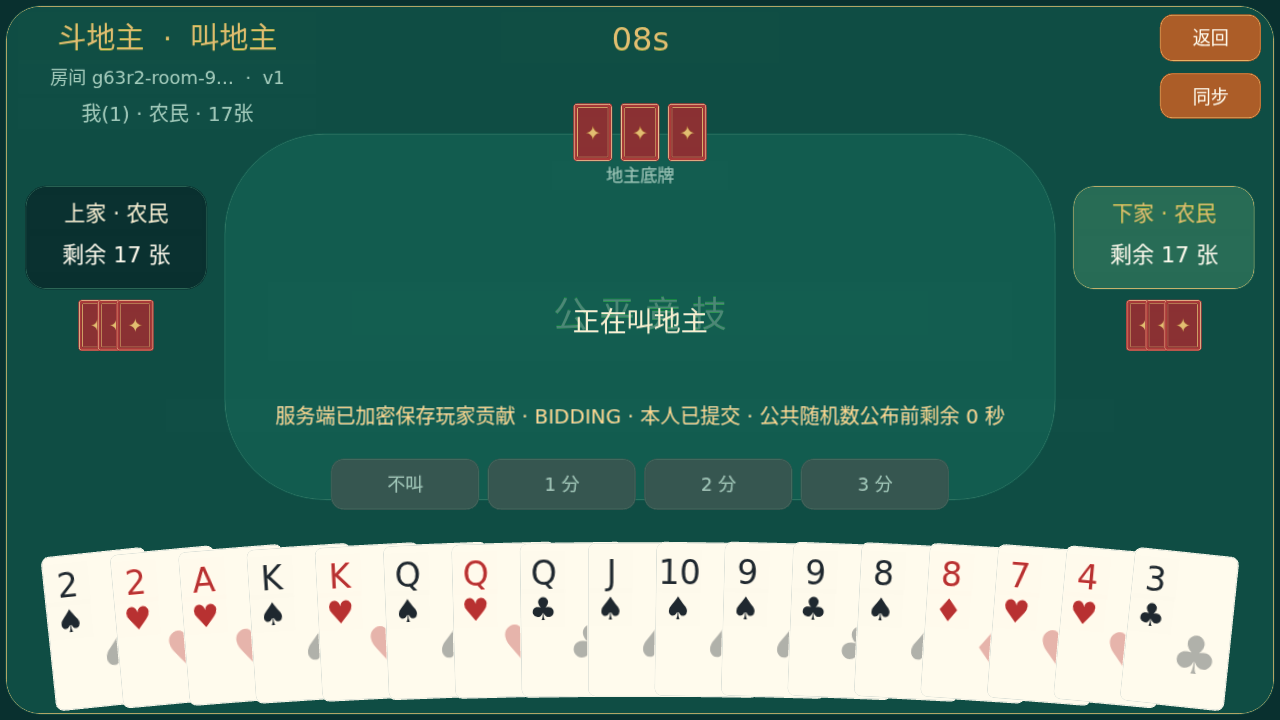 斗地主 · 叫地主
08s
返回
房间 g63r2-room-9... · v1
同步
我(1) · 农民 · 17张
地主底牌
上家 · 农民
剩余 17 张
下家 · 农民
剩余 17 张
公平竞技
正在叫地主
服务端已加密保存玩家贡献 · BIDDING · 本人已提交 · 公共随机数公布前剩余 0 秒
不叫
1 分
2 分
3 分
2 2 A K K Q Q Q J 10 9 9 8 8 7 4 3